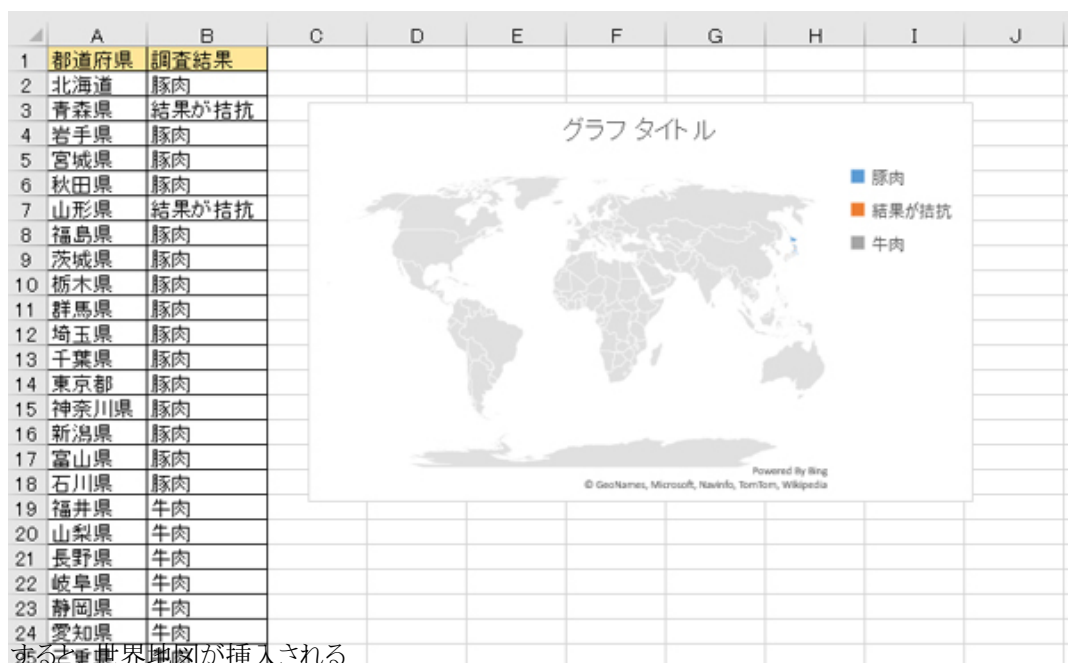 A B C D E F G H I J
1 都道府県 調査結果
2 北海道 豚肉
3 青森県 結果が拮抗
4 岩手県 豚肉
5 宮城県 豚肉
6 秋田県 豚肉
7 山形県 結果が拮抗
8 福島県 豚肉
9 茨城県 豚肉
10 栃木県 豚肉
11 群馬県 豚肉
12 埼玉県 豚肉
13 千葉県 豚肉
14 東京都 豚肉
15 神奈川県 豚肉
16 新潟県 豚肉
17 富山県 豚肉
18 石川県 豚肉
19 福井県 牛肉
20 山梨県 牛肉
21 長野県 牛肉
22 岐阜県 牛肉
23 静岡県 牛肉
24 愛知県 牛肉
グラフ タイトル
豚肉
結果が拮抗
牛肉
Powered By Bing
© GeoNames, Microsoft, Navinfo, TomTom, Wikipedia
すると、世界地図が挿入される